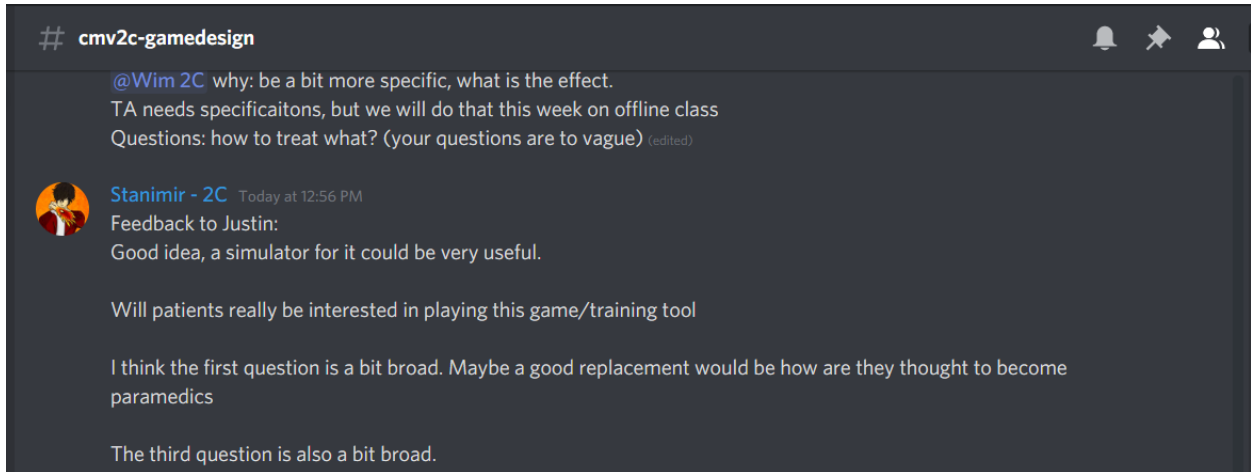 # cmv2c-gamedesign
@Wim 2C why: be a bit more specific, what is the effect.
TA needs specificaitons, but we will do that this week on offline class
Questions: how to treat what? (your questions are to vague) (edited)
Stanimir - 2C Today at 12:56 PM
Feedback to Justin:
Good idea, a simulator for it could be very useful.
Will patients really be interested in playing this game/training tool
I think the first question is a bit broad. Maybe a good replacement would be how are they thought to become
paramedics
The third question is also a bit broad.